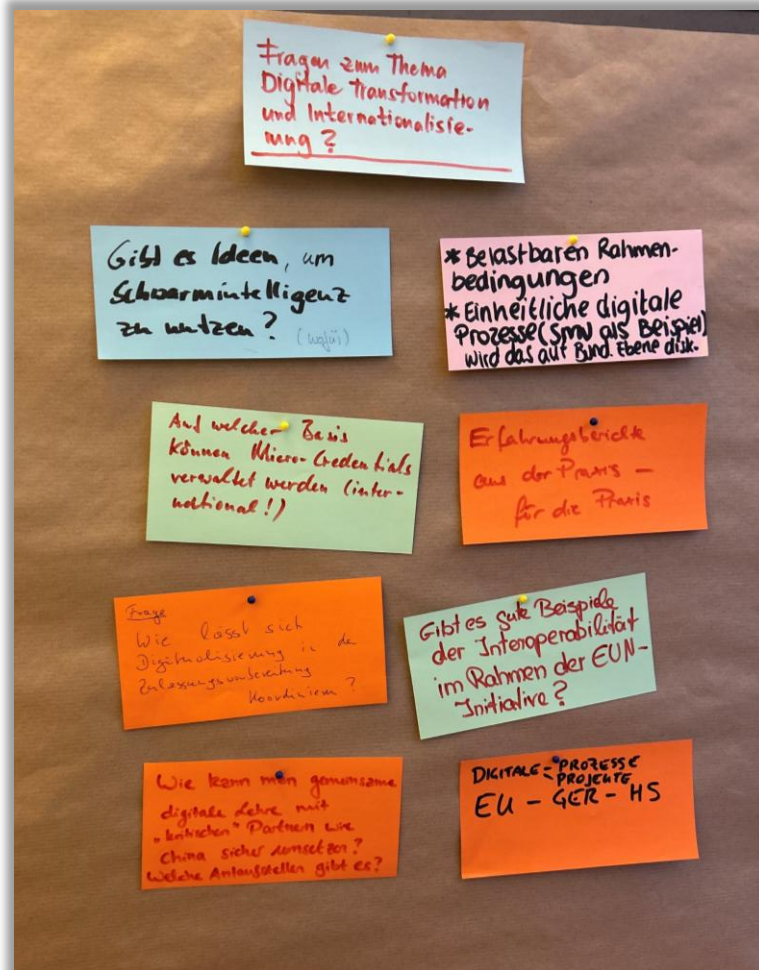 Fragen zum Thema
Digitale Transformation
und Internationalisie-
rung?
Gibt es Ideen, um
Schwarmintelligenz
zu nutzen? (wofür)
* Belastbaren Rahmen-
bedingungen
* Einheitliche digitale
Prozesse (SMV als Beispiel)
wird das auf Bund. Ebene disk.
Auf welcher Basis
können Micro-Credentials
verwaltet werden (inter-
national!)
Erfahrungsberichte
aus der Praxis –
für die Praxis
Frage
Wie lässt sich
Digitalisierung in der
Zulassungsvorbereitung
koordinieren?
Gibt es gute Beispiele
der Interoperabilität
im Rahmen der EUN-
Initiative?
Wie kann man gemeinsame
digitale Lehre mit
"kritischen" Partnern wie
China sicher umsetzen?
Welche Anlaufstellen gibt es?
DIGITALE – PROZESSE
PROJEKTE
EU – GER – HS